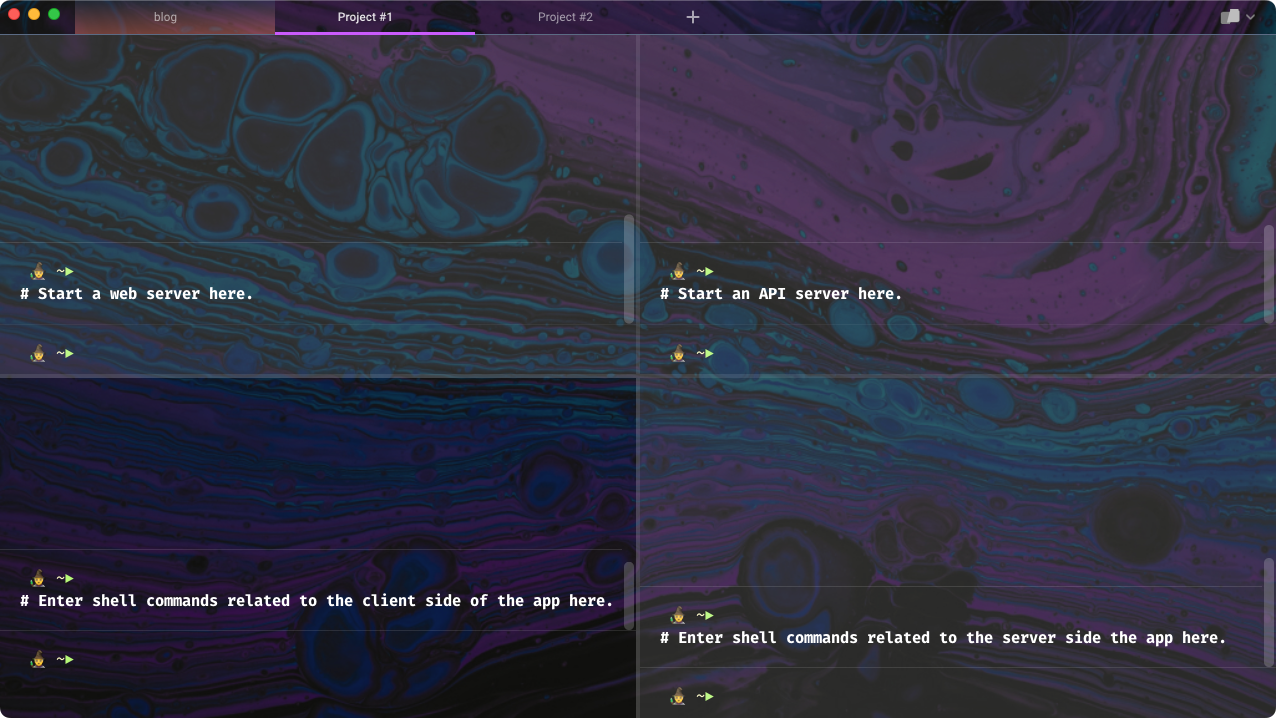 blog
Project #1
Project #2
~
# Start a web server here.
~
~
# Start an API server here.
~
~
# Enter shell commands related to the client side of the app here.
~
~
# Enter shell commands related to the server side the app here.
~